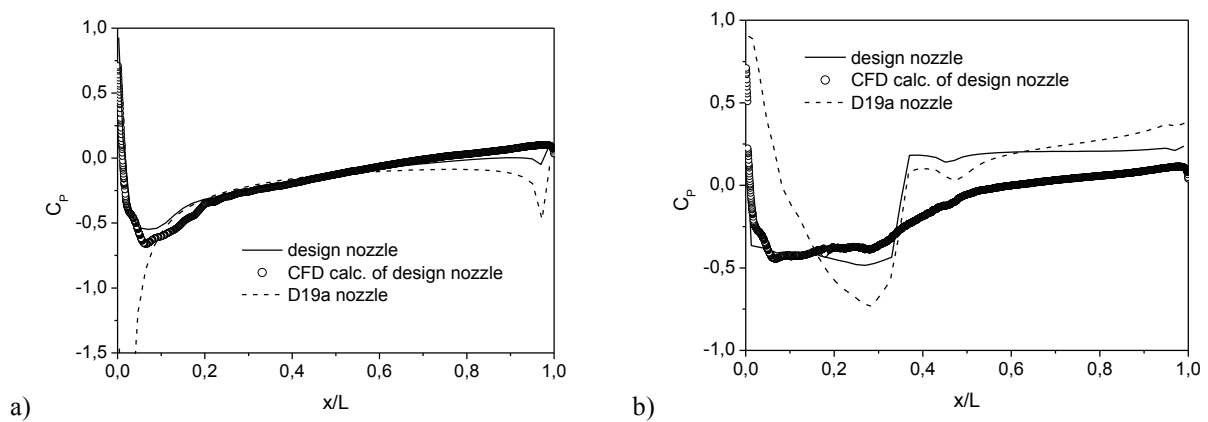 1,0
0,5
0,0
-0,5
-1,0
-1,5
C_P
design nozzle
CFD calc. of design nozzle
D19a nozzle
0,0 0,2 0,4 0,6 0,8 1,0
x/L
a)
1,0
0,5
0,0
-0,5
-1,0
C_P
design nozzle
CFD calc. of design nozzle
D19a nozzle
0,0 0,2 0,4 0,6 0,8 1,0
x/L
b)